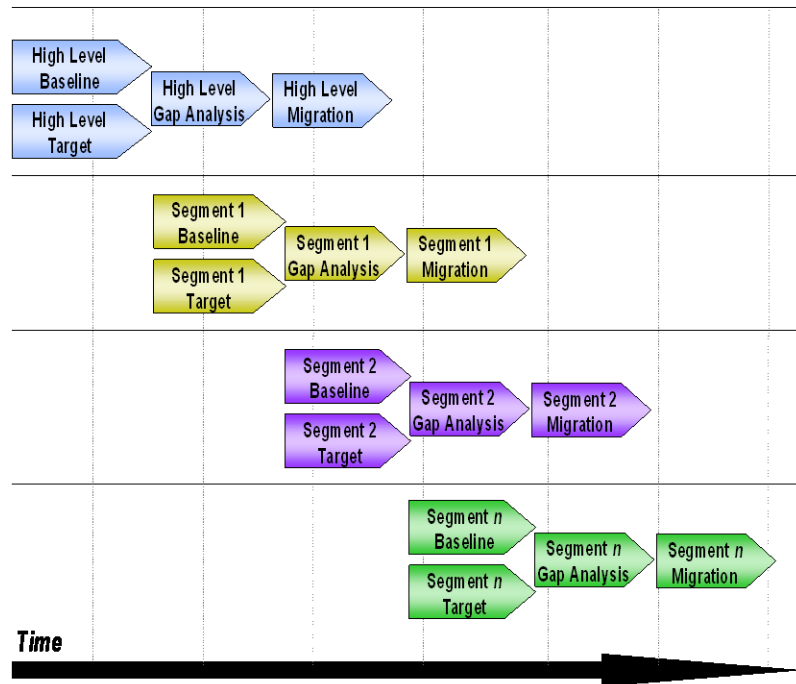 High Level
Baseline
High Level
Target
High Level
Gap Analysis
High Level
Migration
Segment 1
Baseline
Segment 1
Target
Segment 1
Gap Analysis
Segment 1
Migration
Segment 2
Baseline
Segment 2
Target
Segment 2
Gap Analysis
Segment 2
Migration
Segment n
Baseline
Segment n
Target
Segment n
Gap Analysis
Segment n
Migration
Time